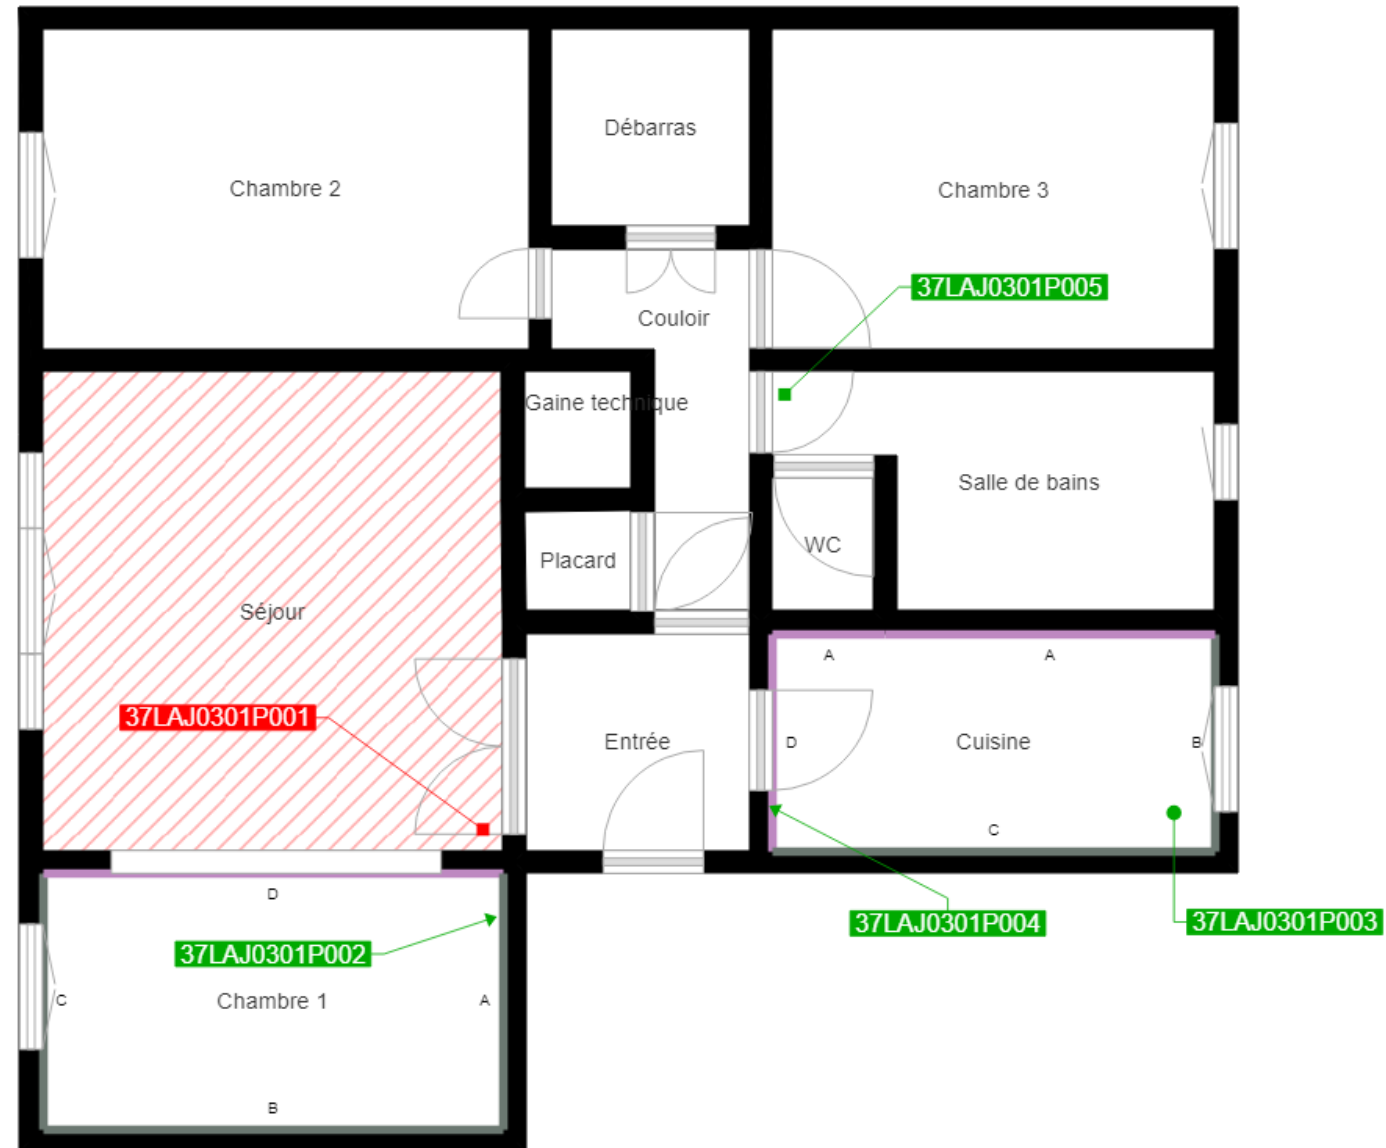 Débarras
Chambre 2
Chambre 3
37LAJ0301P005
Couloir
Gaine technique
Salle de bains
WC
Placard
Séjour
A
A
37LAJ0301P001
Entrée
D
Cuisine
B
C
D
37LAJ0301P004
37LAJ0301P003
37LAJ0301P002
C
Chambre 1
A
B